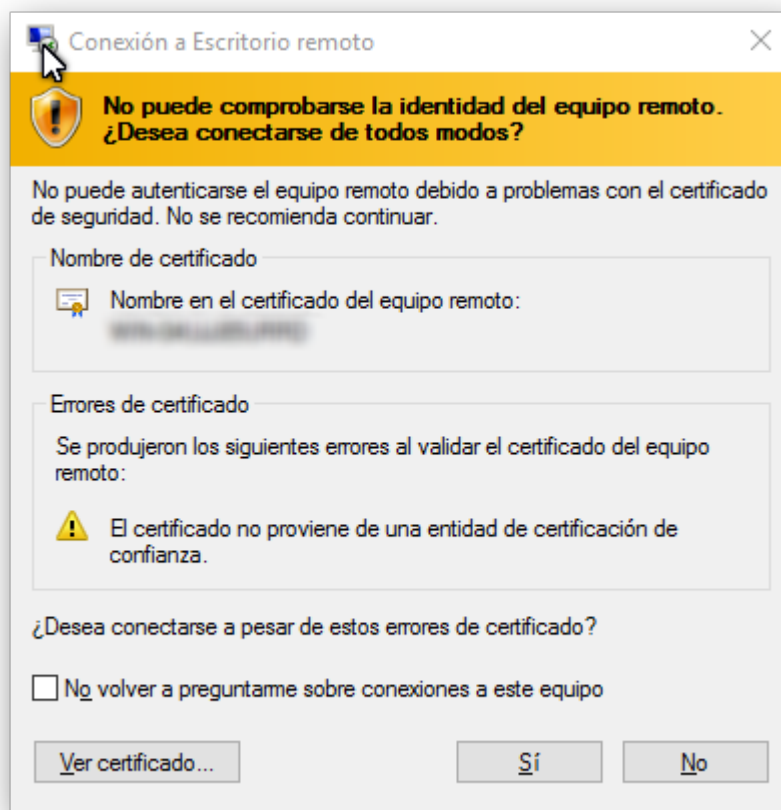 Conexión a Escritorio remoto
No puede comprobarse la identidad del equipo remoto.
¿Desea conectarse de todos modos?
No puede autenticarse el equipo remoto debido a problemas con el certificado
de seguridad. No se recomienda continuar.
Nombre de certificado
Nombre en el certificado del equipo remoto:
Errores de certificado
Se produjeron los siguientes errores al validar el certificado del equipo
remoto:
El certificado no proviene de una entidad de certificación de
confianza.
¿Desea conectarse a pesar de estos errores de certificado?
No volver a preguntarme sobre conexiones a este equipo
Ver certificado... Sí No